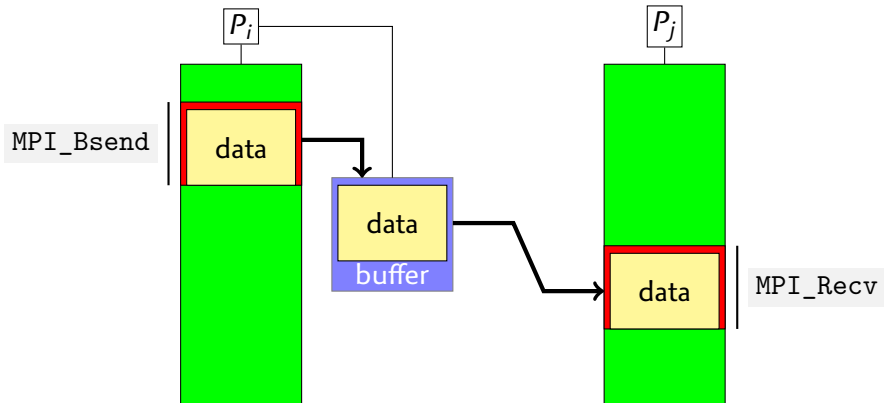 P_i
P_j
MPI_Bsend
data
data
buffer
data
MPI_Recv